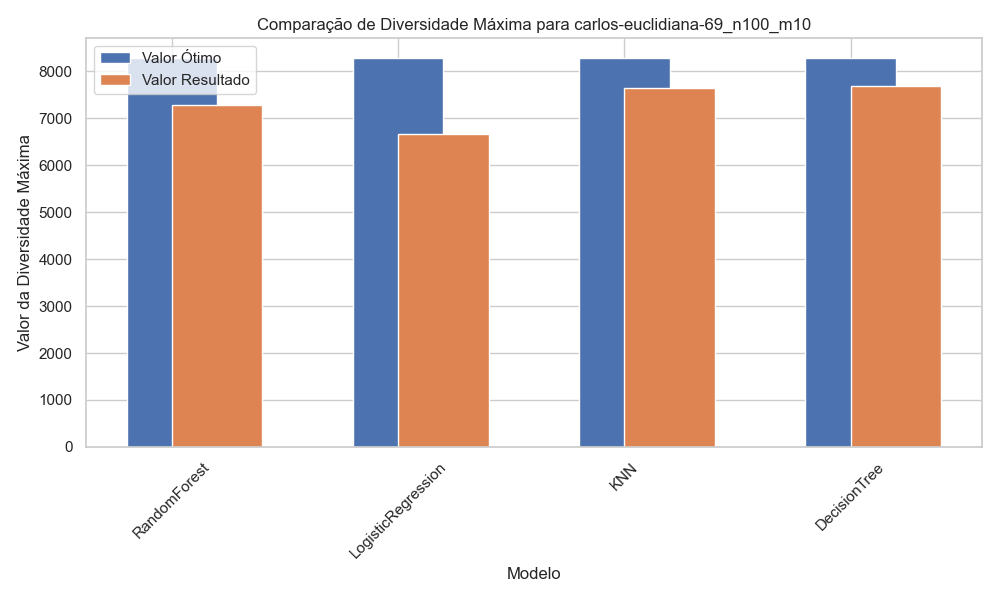 Comparação de Diversidade Máxima para carlos-euclidiana-69_n100_m10
Valor Ótimo
Valor Resultado
Valor da Diversidade Máxima
8000
7000
6000
5000
4000
3000
2000
1000
0
RandomForest
LogisticRegression
KNN
DecisionTree
Modelo